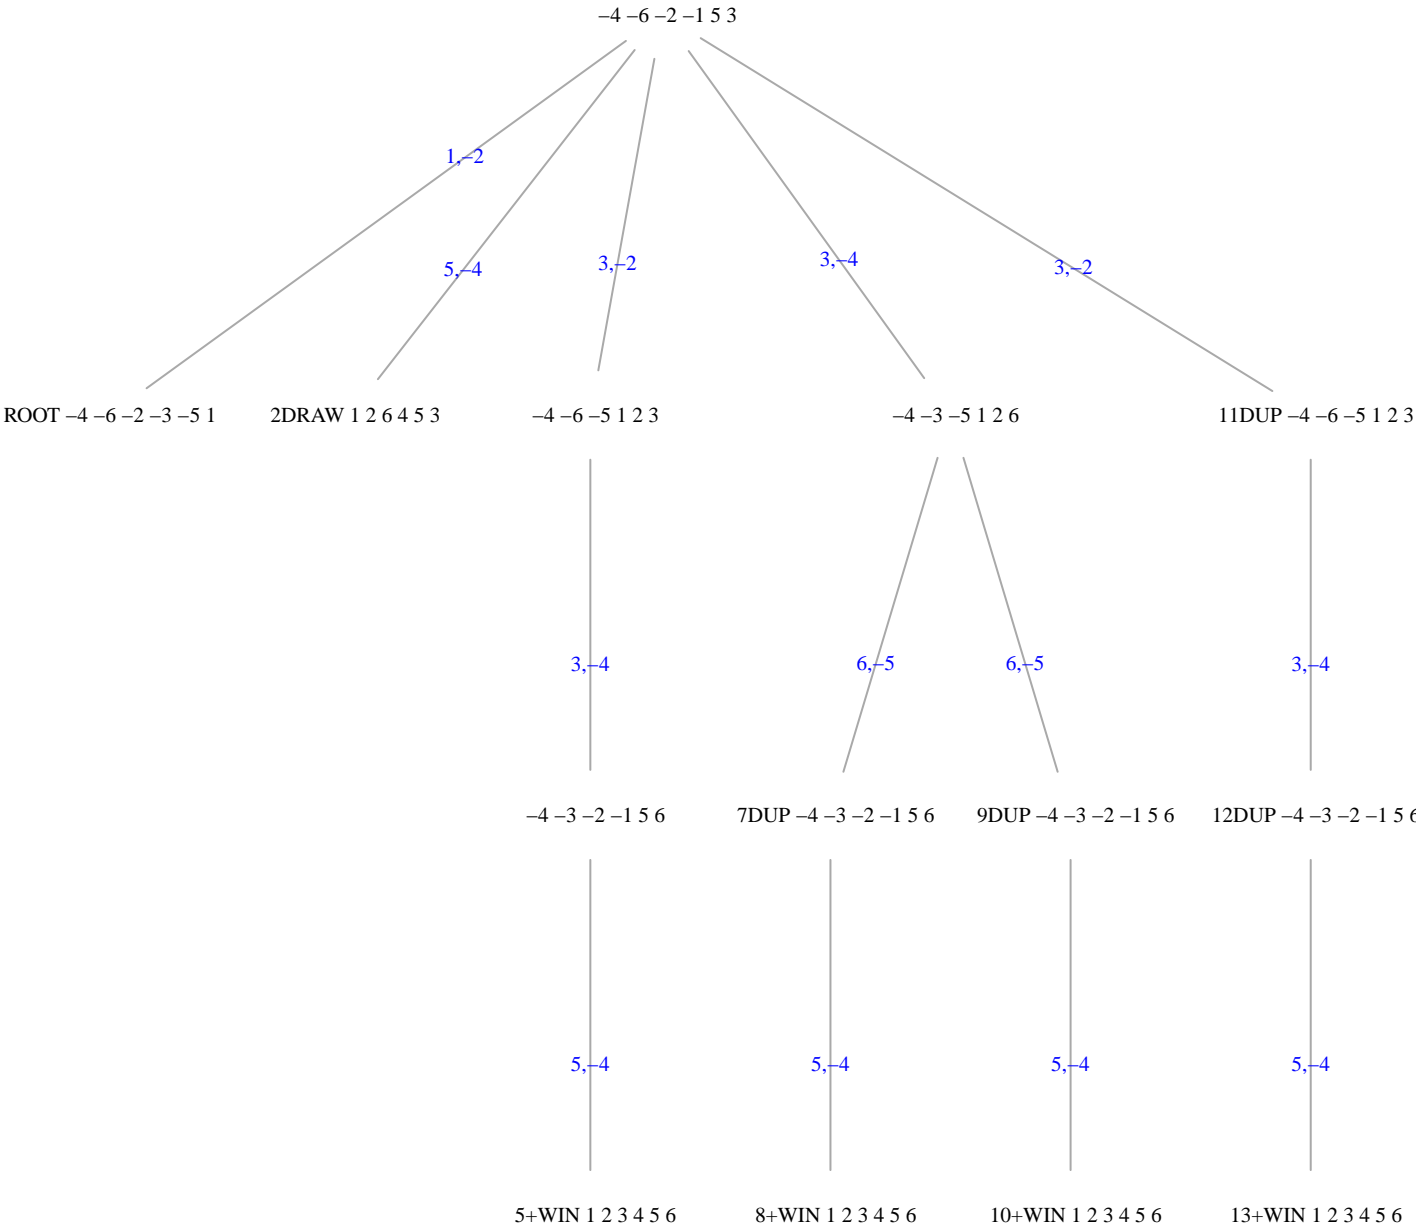 −4 −6 −2 −1 5 3
1,−2
5,−4
3,−2
3,−4
3,−2
ROOT −4 −6 −2 −3 −5 1
2DRAW 1 2 6 4 5 3
−4 −6 −5 1 2 3
−4 −3 −5 1 2 6
11DUP −4 −6 −5 1 2 3
3,−4
6,−5
6,−5
3,−4
−4 −3 −2 −1 5 6
7DUP −4 −3 −2 −1 5 6
9DUP −4 −3 −2 −1 5 6
12DUP −4 −3 −2 −1 5 6
5,−4
5,−4
5,−4
5,−4
5+WIN 1 2 3 4 5 6
8+WIN 1 2 3 4 5 6
10+WIN 1 2 3 4 5 6
13+WIN 1 2 3 4 5 6